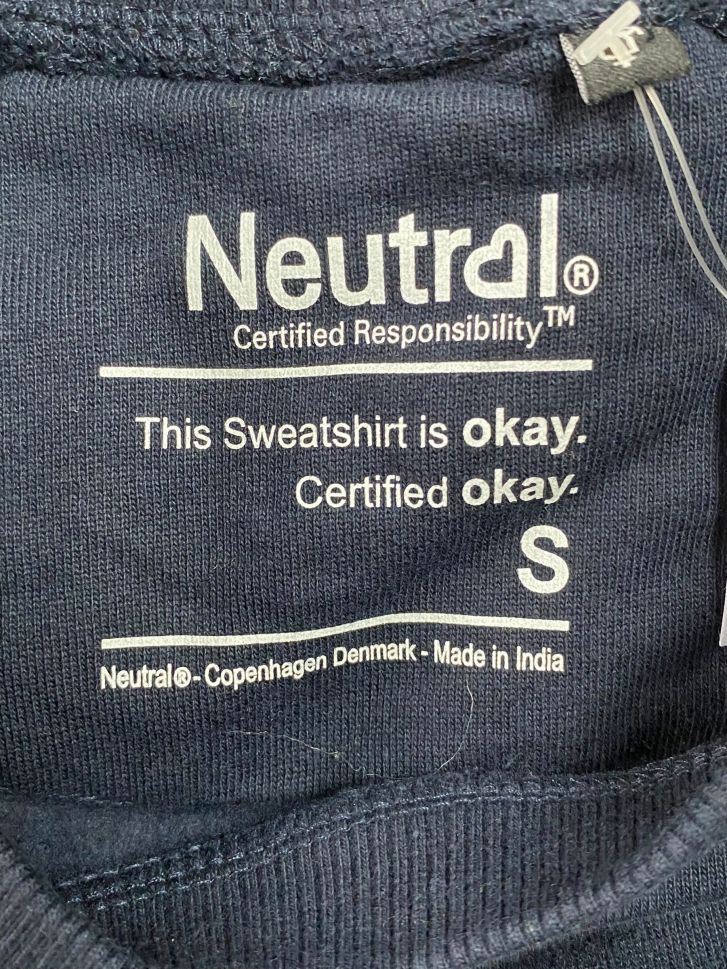 Neutral®
Certified Responsibility™
This Sweatshirt is okay.
Certified okay.
S
Neutral® - Copenhagen Denmark - Made in India